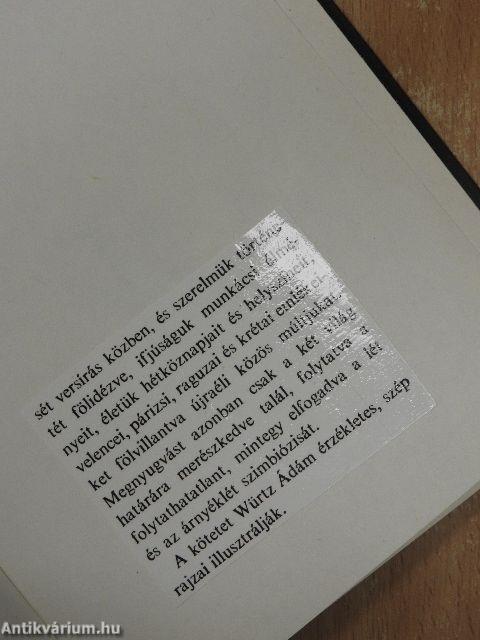 sét versírás közben, és szerelmük történe-
tét fölidézve, ifjúságuk munkácsi élmé-
nyeit, életük hétköznapjait és helyszíneit,
velencei, párizsi, raguzai és krétai emlékei-
ket fölvillantva újraéli közös múltjukat.
Megnyugvást azonban csak a két világ
határára merészkedve talál, folytatva a
folytathatatlant, mintegy elfogadva a lét
és az árnyéklét szimbiózisát.
A kötetet Würtz Ádám érzékletes, szép
rajzai illusztrálják.
Antikvárium.hu